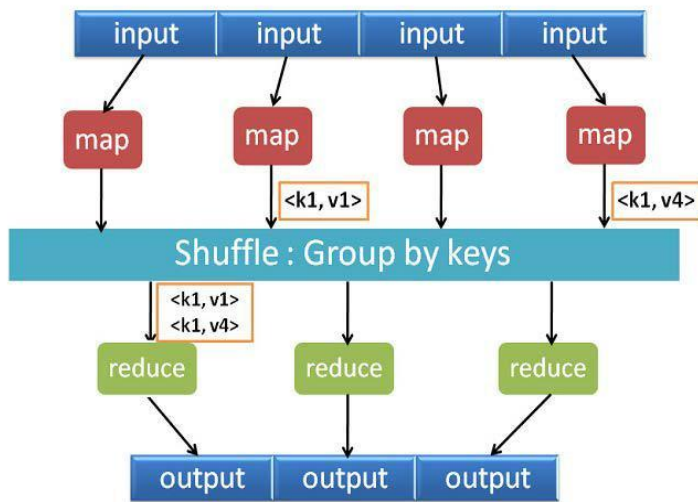 input input input input
map map map map
<k1, v1> <k1, v4>
Shuffle : Group by keys
<k1, v1>
<k1, v4>
reduce reduce reduce
output output output